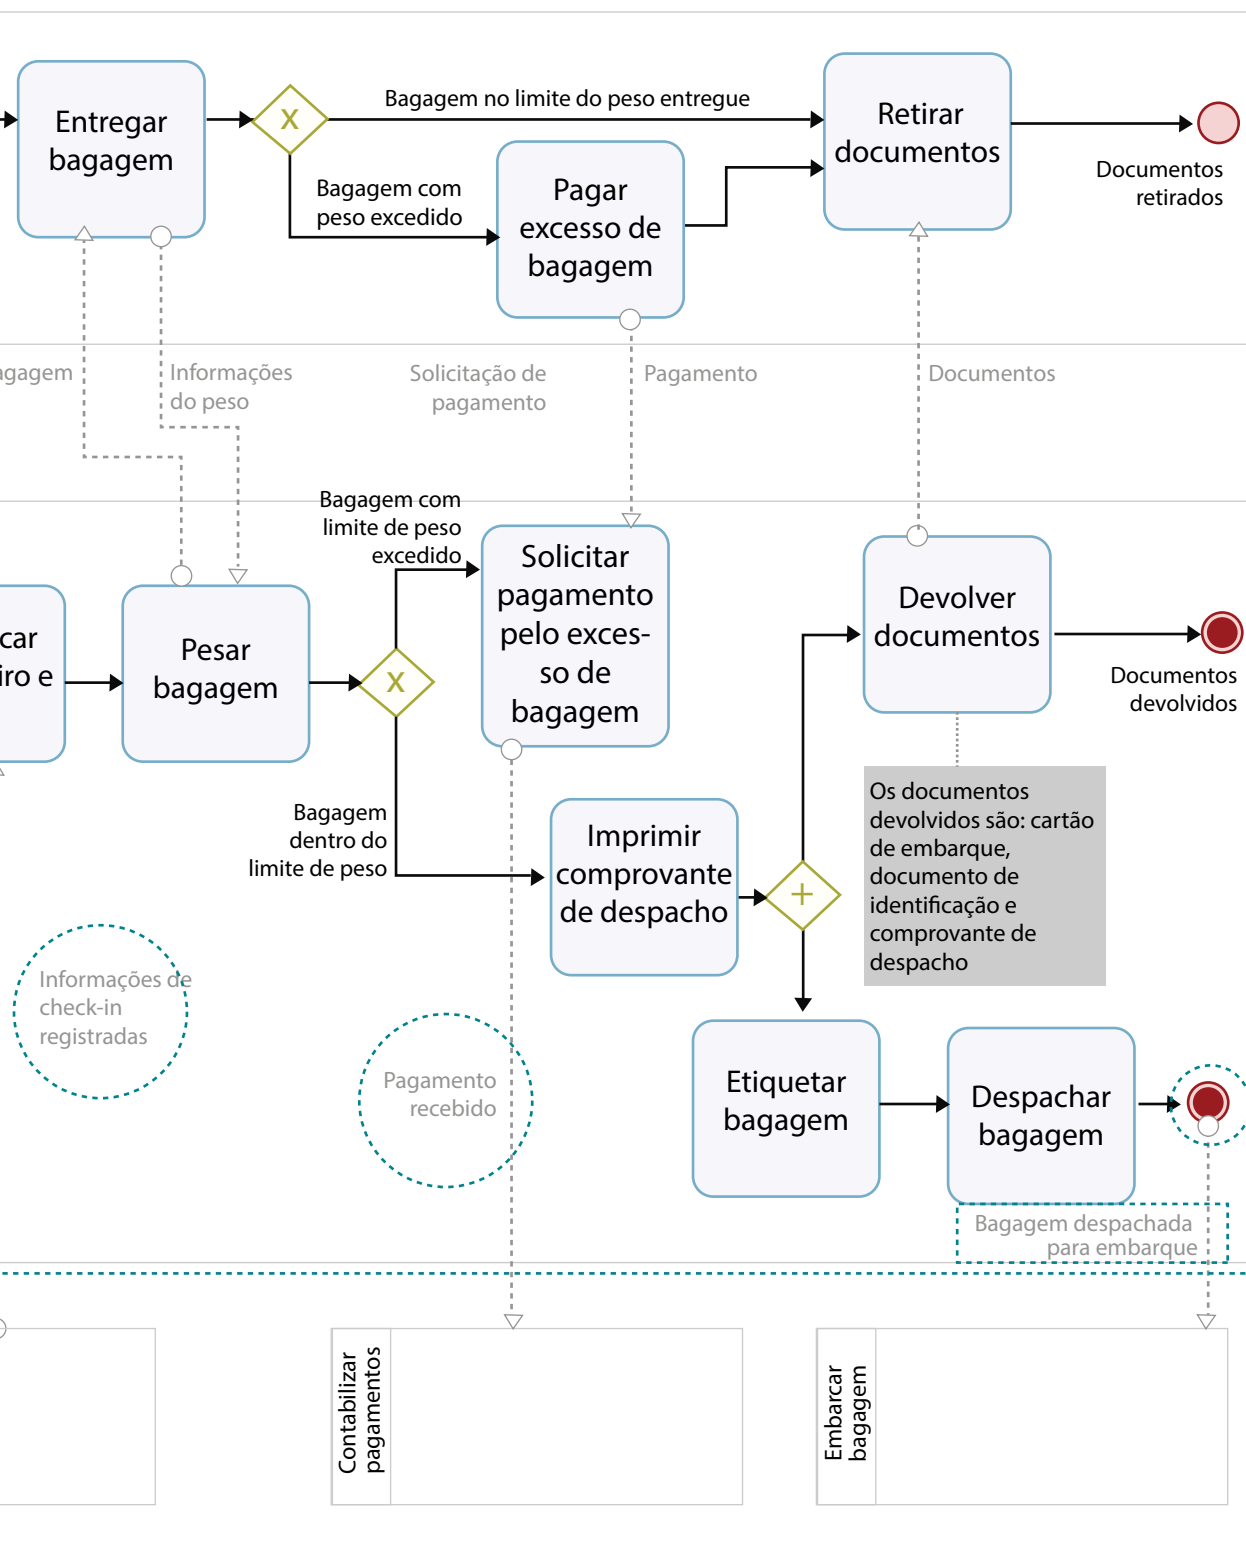 Entregar
bagagem
X
Bagagem no limite do peso entregue
Bagagem com
peso excedido
Pagar
excesso de
bagagem
Retirar
documentos
Documentos
retirados
agagem
Informações
do peso
Solicitação de
pagamento
Pagamento
Documentos
car
iro e
Pesar
bagagem
X
Bagagem com
limite de peso
excedido
Solicitar
pagamento
pelo exces-
so de
bagagem
Devolver
documentos
Documentos
devolvidos
Bagagem
dentro do
limite de peso
Imprimir
comprovante
de despacho
Os documentos
devolvidos são: cartão
de embarque,
documento de
identificação e
comprovante de
despacho
Informações de
check-in
registradas
Pagamento
recebido
Etiquetar
bagagem
Despachar
bagagem
Bagagem despachada
para embarque
Contabilizar
pagamentos
Embarcar
bagagem